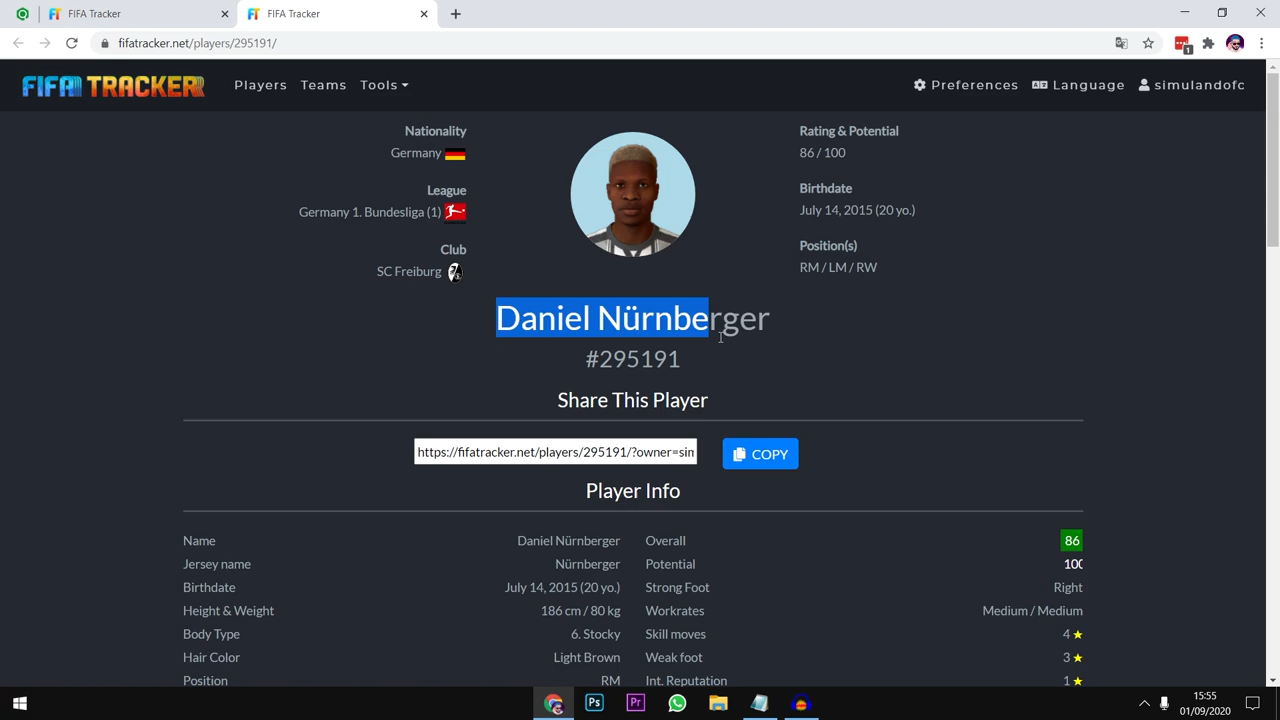 FIFA Tracker
FIFA Tracker
fifatracker.net/players/295191/
1
FIFA TRACKER
Players Teams Tools
Preferences Language simulandofc
Nationality
Germany
League
Germany 1. Bundesliga (1)
Club
SC Freiburg
Rating & Potential
86 / 100
Birthdate
July 14, 2015 (20 yo.)
Position(s)
RM / LM / RW
Daniel Nürnberger
#295191
Share This Player
https://fifatracker.net/players/295191/?owner=sim
COPY
Player Info
Name Daniel Nürnberger Overall 86
Jersey name Nürnberger Potential 100
Birthdate July 14, 2015 (20 yo.) Strong Foot Right
Height & Weight 186 cm / 80 kg Workrates Medium / Medium
Body Type 6. Stocky Skill moves 4 ★
Hair Color Light Brown Weak foot 3 ★
Position RM Int. Reputation 1 ★
Ps Pr
15:55
01/09/2020